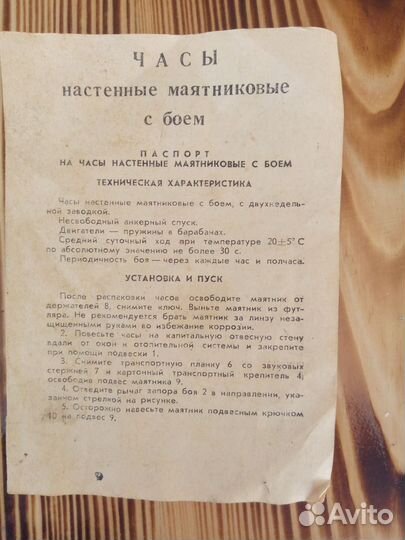 ЧАСЫ
настенные маятниковые
с боем
ПАСПОРТ
НА ЧАСЫ НАСТЕННЫЕ МАЯТНИКОВЫЕ С БОЕМ
ТЕХНИЧЕСКАЯ ХАРАКТЕРИСТИКА
Часы настенные маятниковые с боем, с двухнедель-
ной заводкой.
Несвободный анкерный спуск.
Двигатели — пружины в барабанах.
Средний суточный ход при температуре 20±5°С
по абсолютному значению не более 30 с.
Периодичность боя — через каждые час и полчаса.
УСТАНОВКА И ПУСК
После распаковки часов освободите маятник от
держателей 8, снимите ключ. Выньте маятник из фут-
ляра. Не рекомендуется брать маятник за линзу неза-
щищенными руками во избежание коррозии.
2. Повесьте часы на капитальную отвесную стену
вдали от окон и отопительной системы и закрепите
при помощи подвески 1.
3. Снимите транспортную планку 6 со звуковых
стержней 7 и картонный транспортный крепитель 4,
освободив подвес маятника 9.
4. Отведите рычаг запора боя 2 в направлении, ука-
занном стрелкой на рисунке.
5. Осторожно навесьте маятник подвесным крючком
10 на подвес 9.
Avito